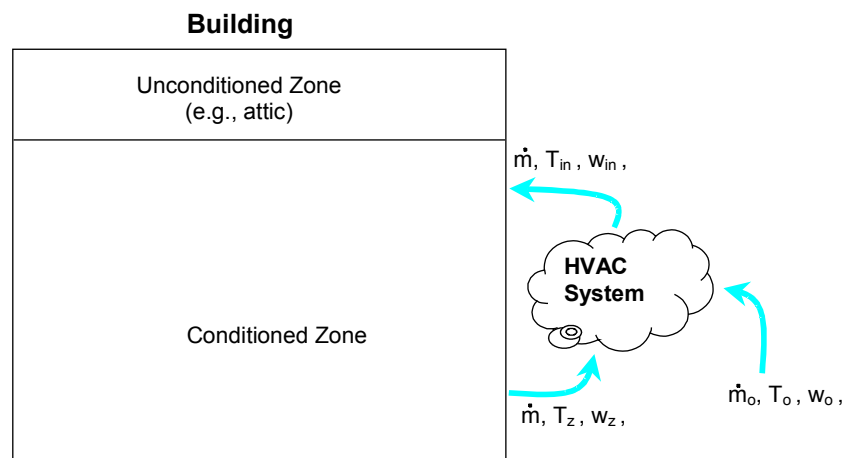 Building
Unconditioned Zone
(e.g., attic)
ṁ, T_in , w_in ,
HVAC
System
Conditioned Zone
ṁ, T_z , w_z ,
ṁ_o, T_o , w_o ,